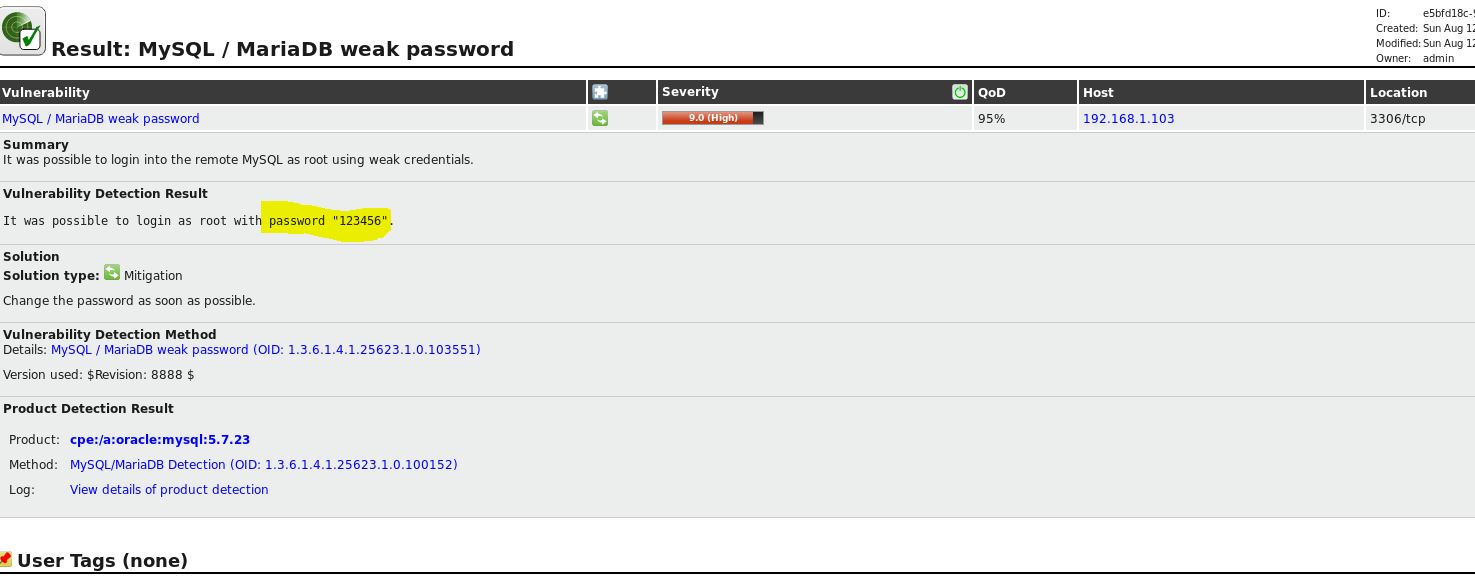 Result: MySQL / MariaDB weak password
ID: e5bfd18c-
Created: Sun Aug 12
Modified: Sun Aug 12
Owner: admin
Vulnerability Severity QoD Host Location
MySQL / MariaDB weak password 9.0 (High) 95% 192.168.1.103 3306/tcp
Summary
It was possible to login into the remote MySQL as root using weak credentials.
Vulnerability Detection Result
It was possible to login as root with password "123456".
Solution
Solution type: Mitigation
Change the password as soon as possible.
Vulnerability Detection Method
Details: MySQL / MariaDB weak password (OID: 1.3.6.1.4.1.25623.1.0.103551)
Version used: $Revision: 8888 $
Product Detection Result
Product: cpe:/a:oracle:mysql:5.7.23
Method: MySQL/MariaDB Detection (OID: 1.3.6.1.4.1.25623.1.0.100152)
Log: View details of product detection
User Tags (none)